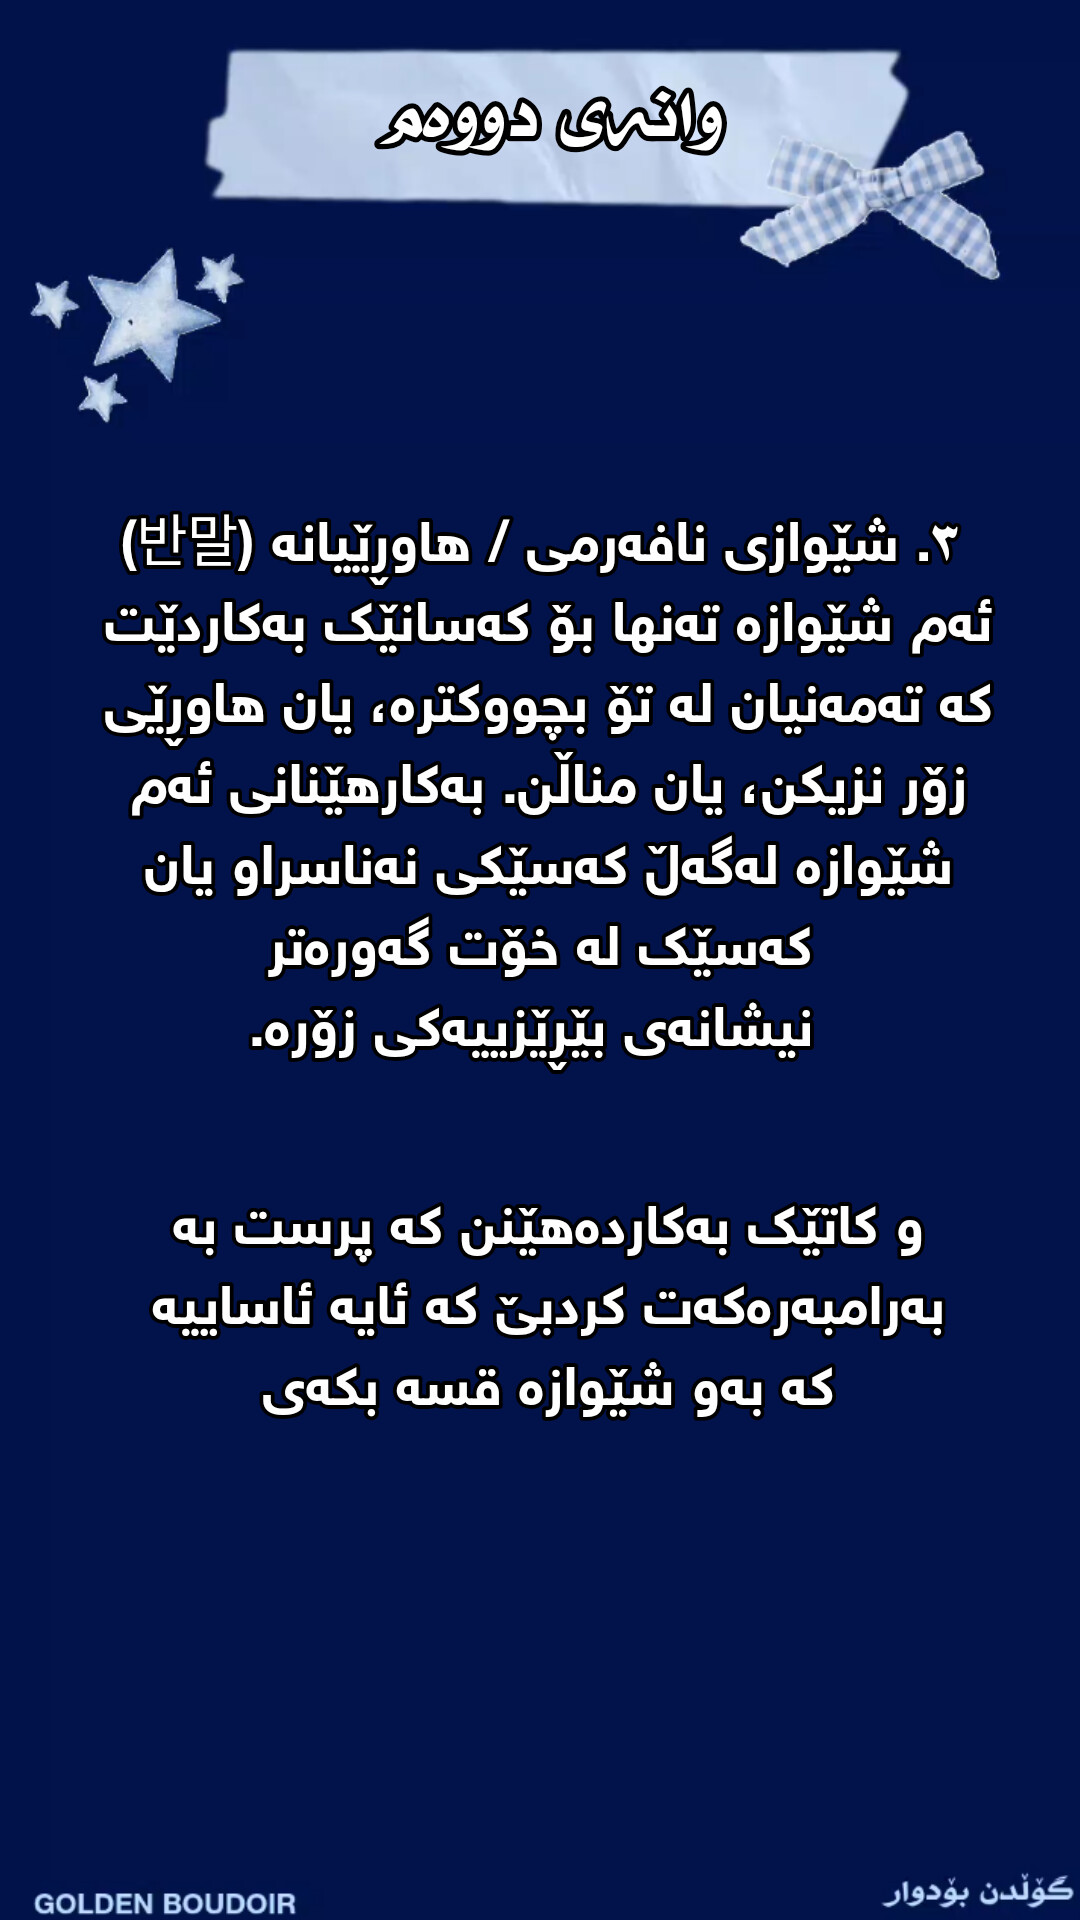 وانەی دووەم
٣. شێوازی نافەرمی / هاوڕێیانە (반말)
ئەم شێوازە تەنها بۆ کەسانێک بەکاردێت
کە تەمەنیان لە تۆ بچووکترە، یان هاوڕێی
زۆر نزیکن، یان مناڵن. بەکارهێنانی ئەم
شێوازە لەگەڵ کەسێکی نەناسراو یان
کەسێک لە خۆت گەورەتر
نیشانەی بێڕێزییەکی زۆرە.
و کاتێک بەکاردەهێنن کە پرست بە
بەرامبەرەکەت کردبێ کە ئایە ئاساییە
کە بەو شێوازە قسە بکەی
GOLDEN BOUDOIR
گۆڵدن بۆدوار